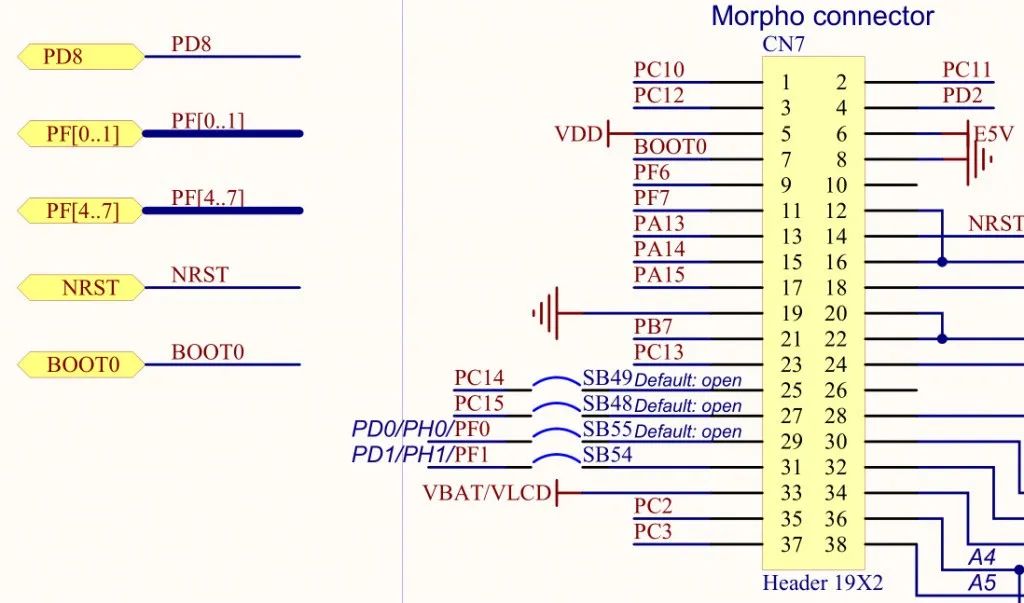 Morpho connector
CN7
PD8 PD8
PF[0..1] PF[0..1]
PF[4..7] PF[4..7]
NRST NRST
BOOT0 BOOT0
PC10 1 2 PC11
PC12 3 4 PD2
VDD 5 6 E5V
BOOT0 7 8
PF6 9 10
PF7 11 12
PA13 13 14 NRST
PA14 15 16
PA15 17 18
19 20
PB7 21 22
PC13 23 24
PC14 SB49 Default: open 25 26
PC15 SB48 Default: open 27 28
PD0/PH0/PF0 SB55 Default: open 29 30
PD1/PH1/PF1 SB54 31 32
VBAT/VLCD 33 34
PC2 35 36
PC3 37 38
A4
A5
Header 19X2